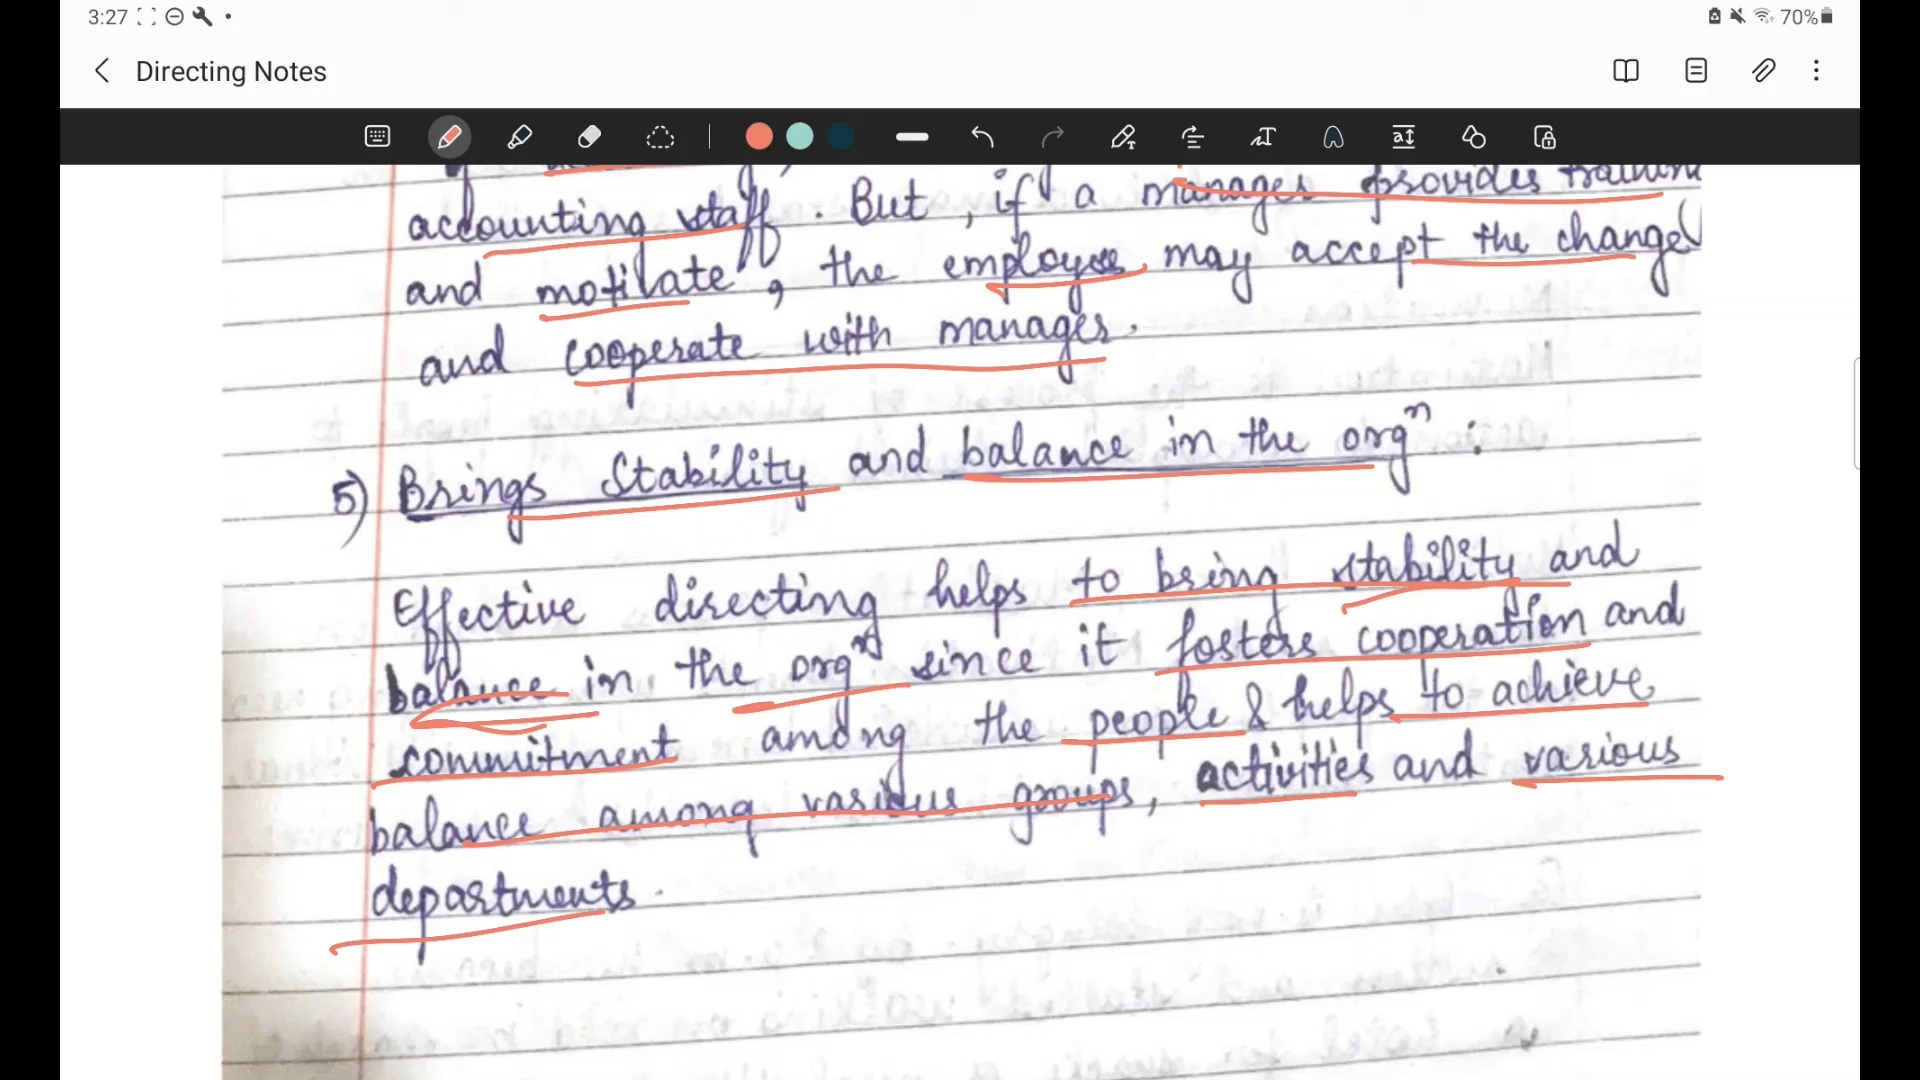 3:27
70%
Directing Notes
accounting staff. But, if a manager provides
and motivate, the employees may accept the change
and cooperate with manager.
5) Brings Stability and balance in the orgⁿ :
Effective directing helps to bring stability and
balance in the orgⁿ since it fosters cooperation and
commitment among the people & helps to achieve
balance among various groups, activities and various
departments.